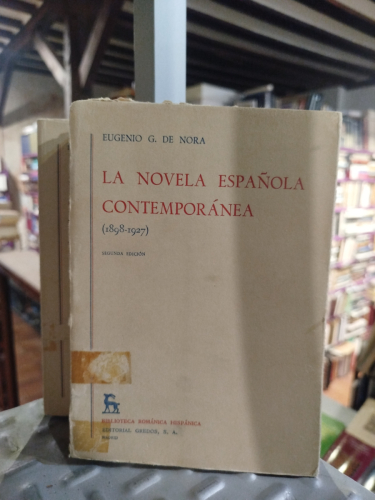 EUGENIO G. DE NORA
LA NOVELA ESPAÑOLA
CONTEMPORÁNEA
(1898-1927)
SEGUNDA EDICIÓN
BIBLIOTECA ROMÁNICA HISPÁNICA
EDITORIAL GREDOS, S. A.
MADRID